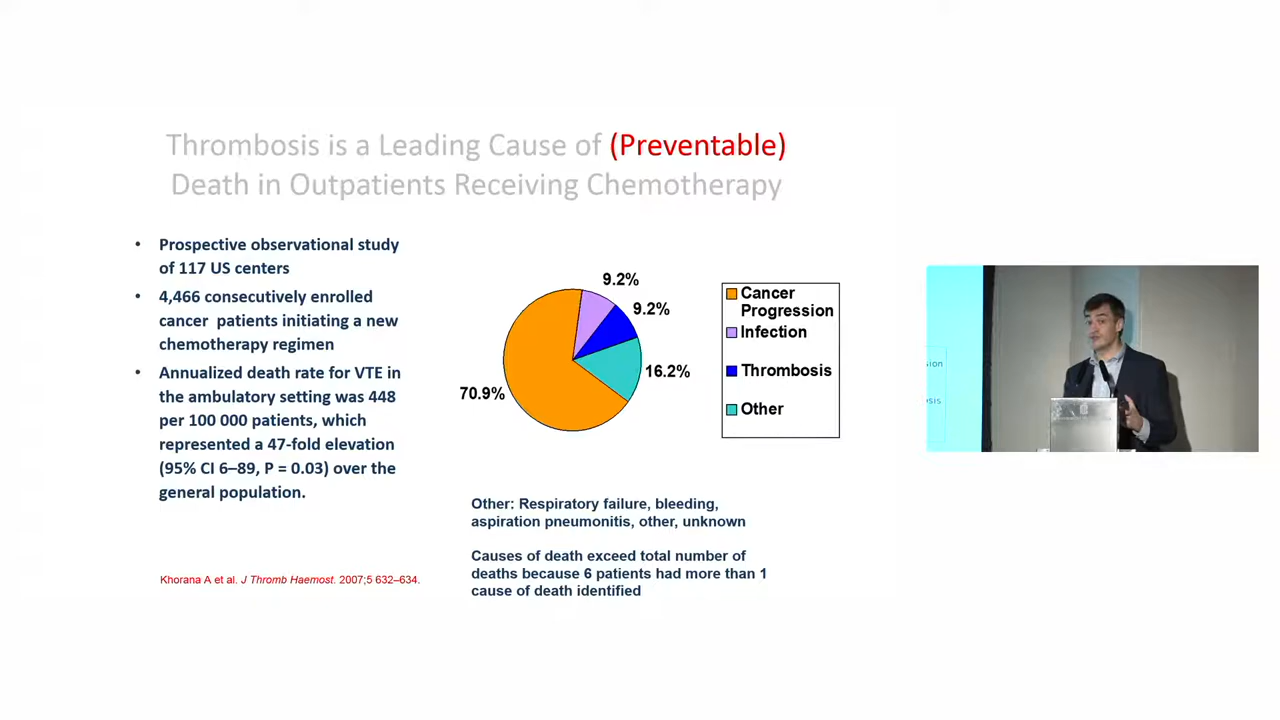 Thrombosis is a Leading Cause of (Preventable)
Death in Outpatients Receiving Chemotherapy
• Prospective observational study
of 117 US centers
• 4,466 consecutively enrolled
cancer patients initiating a new
chemotherapy regimen
• Annualized death rate for VTE in
the ambulatory setting was 448
per 100 000 patients, which
represented a 47-fold elevation
(95% CI 6–89, P = 0.03) over the
general population.
Khorana A et al. J Thromb Haemost. 2007;5 632–634.
9.2%
9.2%
16.2%
70.9%
Cancer
Progression
Infection
Thrombosis
Other
Other: Respiratory failure, bleeding,
aspiration pneumonitis, other, unknown
Causes of death exceed total number of
deaths because 6 patients had more than 1
cause of death identified